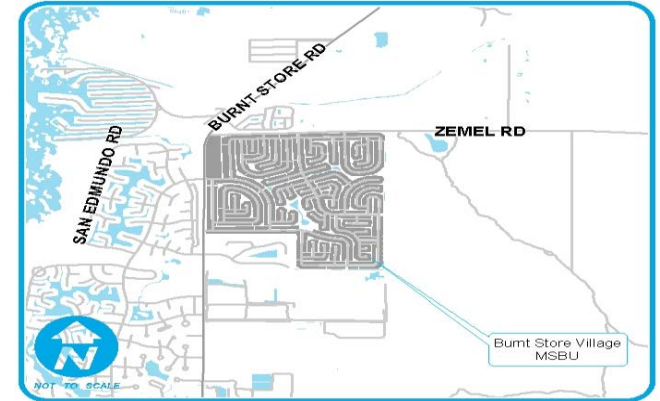 BURNT STORE RD
ZEMEL RD
SAN EDMUNDO RD
Burnt Store Village
MSBU
N
NOT TO SCALE